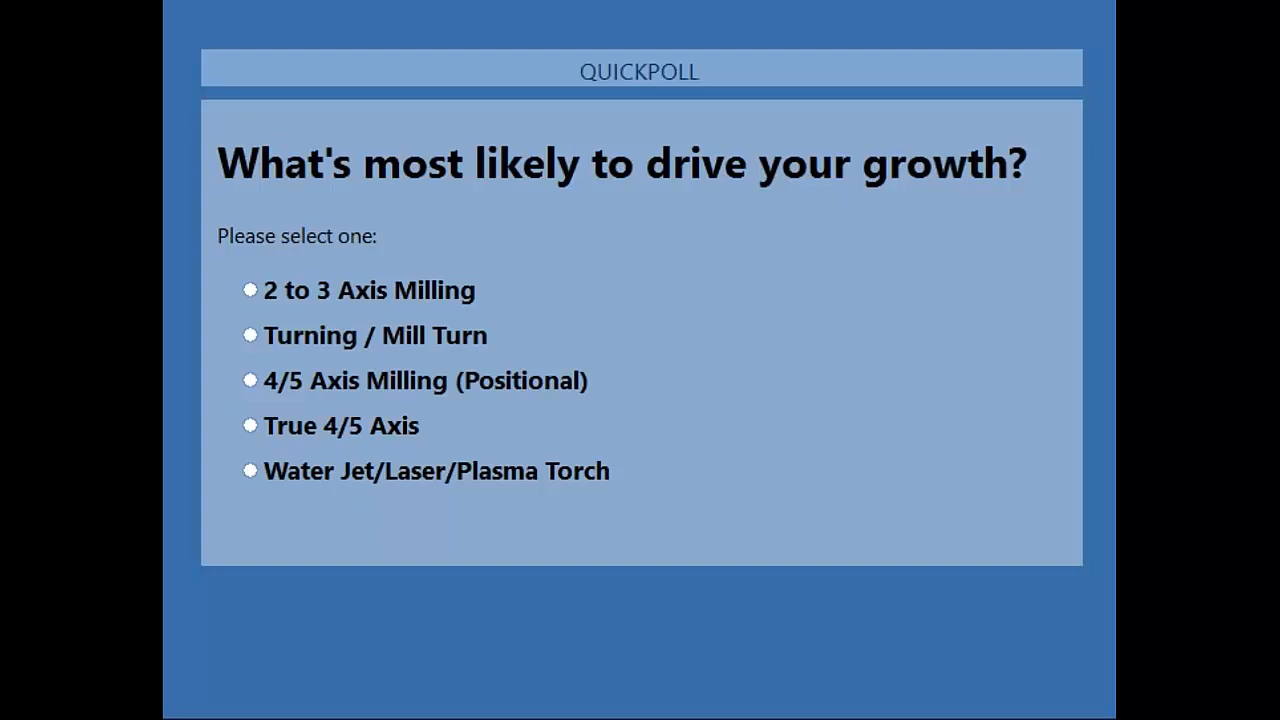 QUICKPOLL
What's most likely to drive your growth?
Please select one:
2 to 3 Axis Milling
Turning / Mill Turn
4/5 Axis Milling (Positional)
True 4/5 Axis
Water Jet/Laser/Plasma Torch